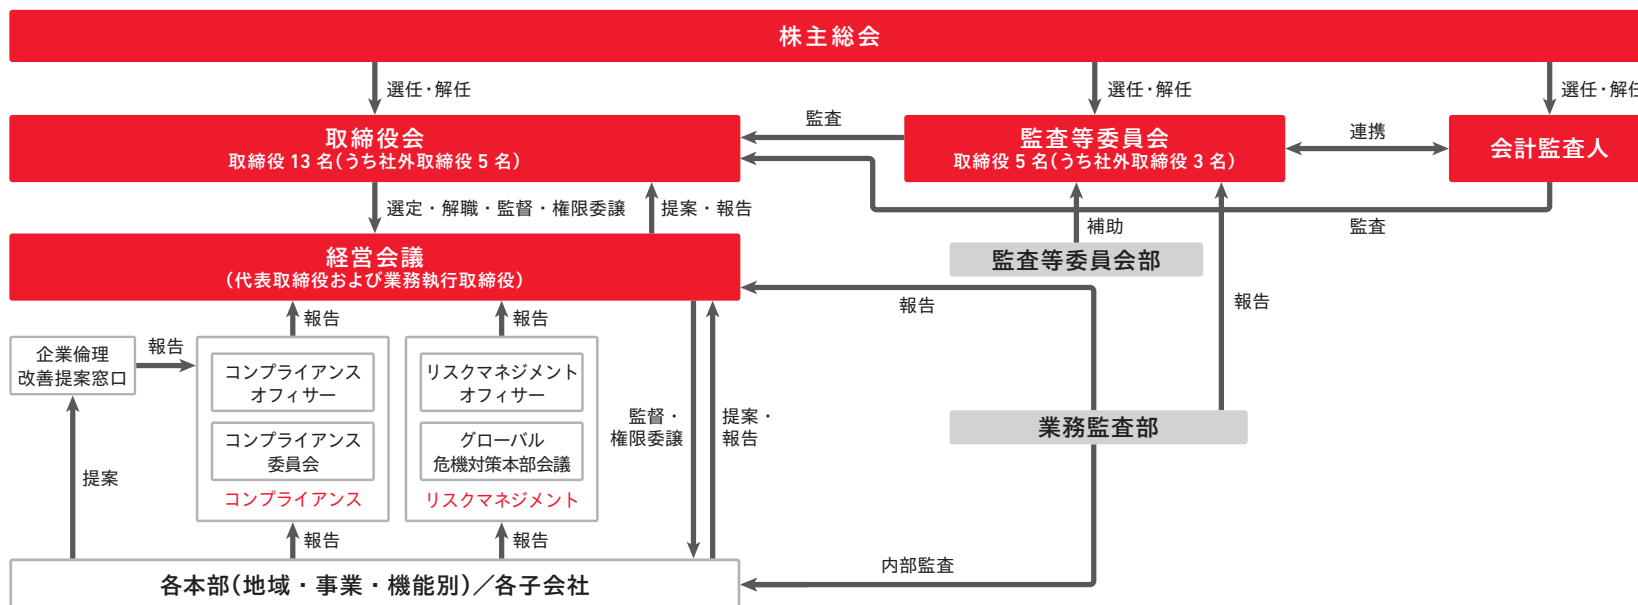 株主総会
選任・解任
選任・解任
選任・解任
取締役会
取締役 13 名(うち社外取締役 5 名)
監査
監査等委員会
取締役 5 名(うち社外取締役 3 名)
連携
会計監査人
選定・解職・監督・権限委譲
提案・報告
補助
監査
経営会議
(代表取締役および業務執行取締役)
監査等委員会部
報告
報告
報告
報告
企業倫理
改善提案窓口
報告
コンプライアンス
オフィサー
リスクマネジメント
オフィサー
コンプライアンス
委員会
グローバル
危機対策本部会議
監督・
権限委譲
提案・
報告
業務監査部
提案
コンプライアンス
リスクマネジメント
報告
報告
内部監査
各本部(地域・事業・機能別)／各子会社